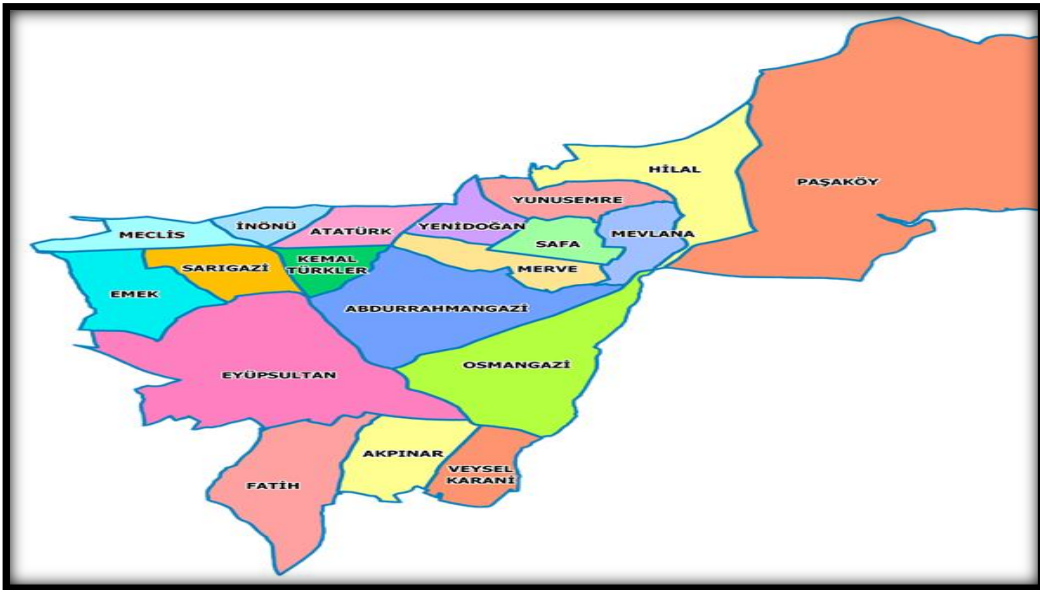 HİLAL
PAŞAKÖY
YUNUSEMRE
İNÖNÜ
ATATÜRK
YENİDOĞAN
MECLİS
SAFA
MEVLANA
SARIGAZİ
KEMAL
TÜRKLER
MERVE
EMEK
ABDURRAHMANGAZİ
OSMANGAZİ
EYÜPSULTAN
AKPINAR
VEYSEL
KARANİ
FATİH